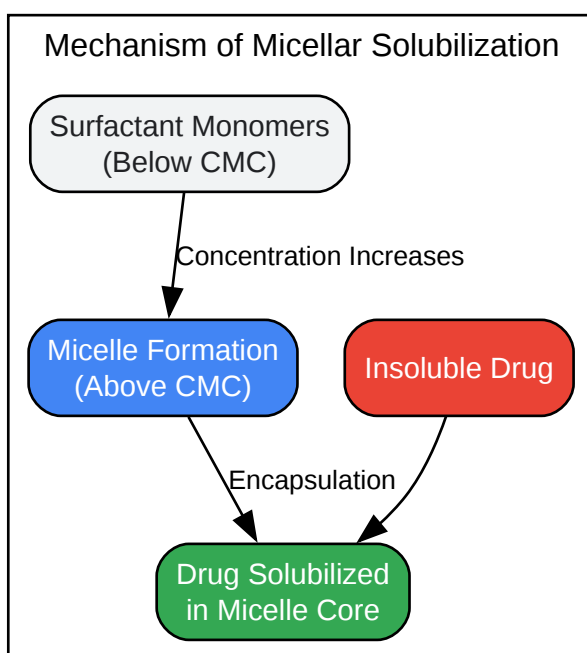 Mechanism of Micellar Solubilization
Surfactant Monomers
(Below CMC)
Concentration Increases
Micelle Formation
(Above CMC)
Insoluble Drug
Encapsulation
Drug Solubilized
in Micelle Core